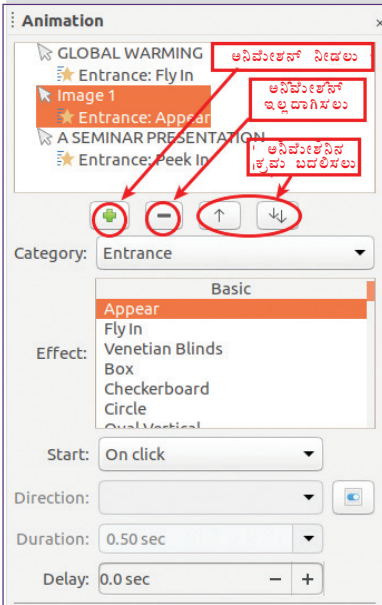 Animation ×
GLOBAL WARMING
Entrance: Fly In
Image 1
Entrance: Appear
A SEMINAR PRESENTATION
Entrance: Peek In
ಅನಿಮೇಶನ್ ನೀಡಲು
ಅನಿಮೇಶನ್
ಇಲ್ಲದಾಗಿಸಲು
ಅನಿಮೇಶನಿನ
ಕ್ರಮ ಬದಲಿಸಲು
Category: Entrance
Basic
Appear
Fly In
Effect: Venetian Blinds
Box
Checkerboard
Circle
Oval Vertical
Start: On click
Direction:
Duration: 0.50 sec
Delay: 0.0 sec − +